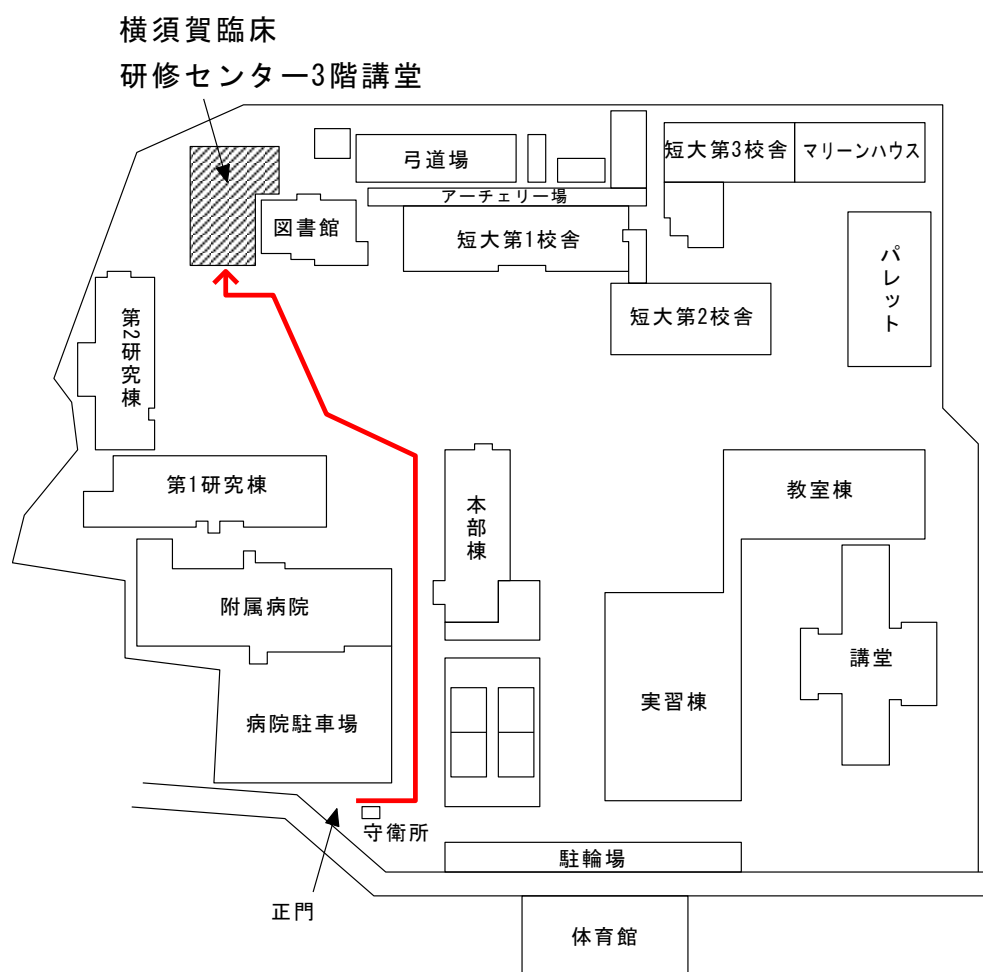 横須賀臨床
研修センター3階講堂
弓道場
短大第3校舎
マリーンハウス
アーチェリー場
図書館
短大第1校舎
パレット
短大第2校舎
第2研究棟
第1研究棟
本部棟
教室棟
附属病院
講堂
実習棟
病院駐車場
守衛所
駐輪場
正門
体育館